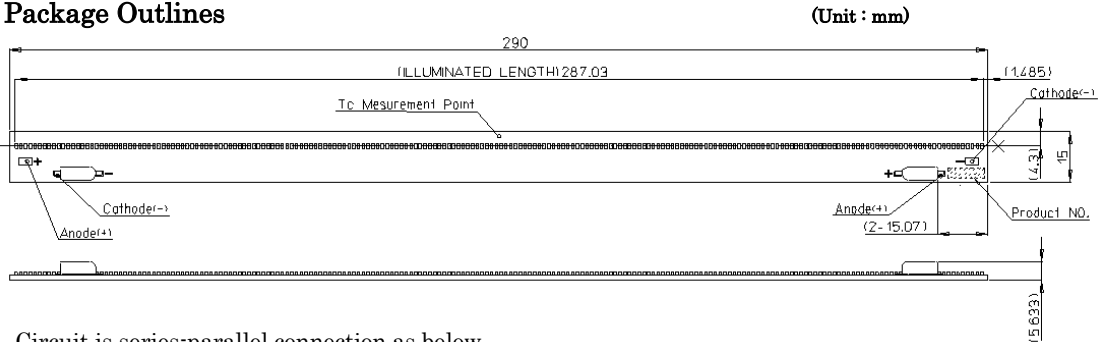 Package Outlines
(Unit : mm)
290
(ILLUMINATED LENGTH)287.03
(1.485)
Tc Mesurement Point
Cathode(-)
+
-
(4.3)
15
-
+
Cathode(-)
Anode(+)
Anode(+)
(2-15.07)
Product NO.
(5.633)
Circuit is series-parallel connection as below